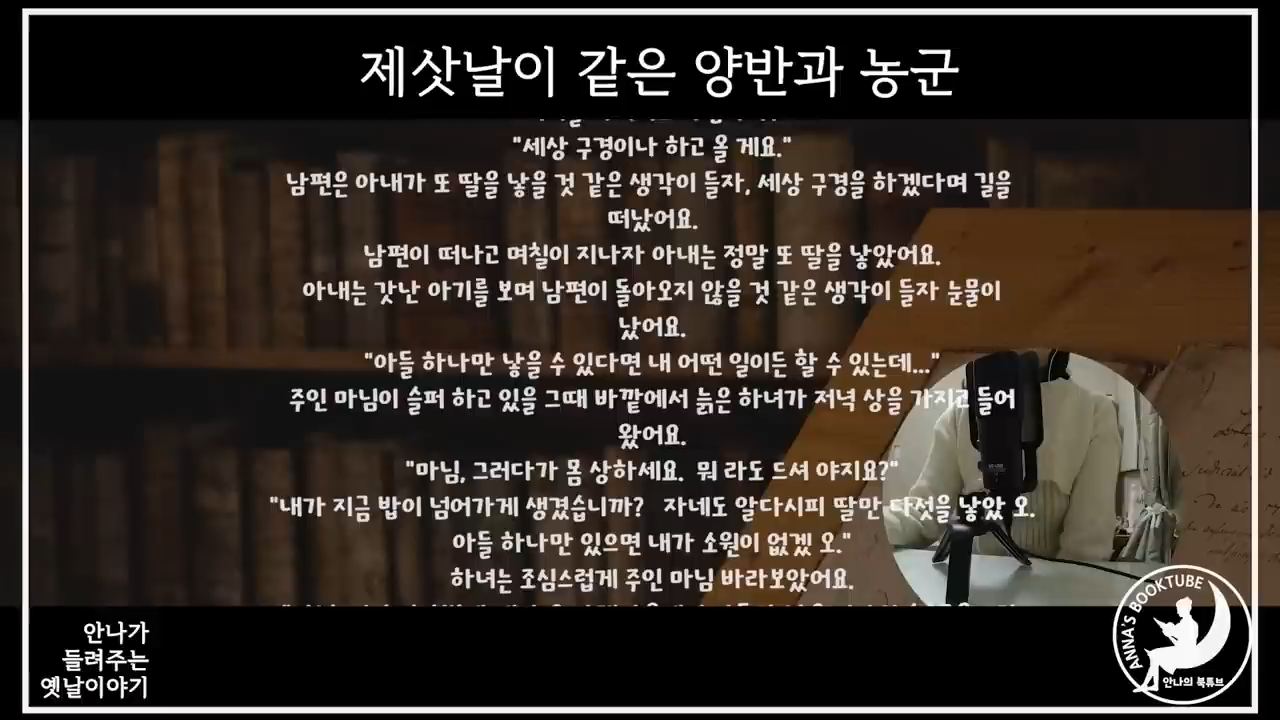 제삿날이 같은 양반과 농군
"세상 구경이나 하고 올 게요."
남편은 아내가 또 딸을 낳을 것 같은 생각이 들자, 세상 구경을 하겠다며 길을
떠났어요.
남편이 떠나고 며칠이 지나자 아내는 정말 또 딸을 낳았어요.
아내는 갓난 아기를 보며 남편이 돌아오지 않을 것 같은 생각이 들자 눈물이
났어요.
"아들 하나만 낳을 수 있다면 내 어떤 일이든 할 수 있는데..."
주인 마님이 슬퍼 하고 있을 그때 바깥에서 늙은 하녀가 저녁 상을 가지고 들어
왔어요.
"마님, 그러다가 몸 상하세요. 뭐 라도 드셔 야지요?"
"내가 지금 밥이 넘어가게 생겼습니까? 자네도 알다시피 딸만 다섯을 낳았 오.
아들 하나만 있으면 내가 소원이 없겠 오."
하녀는 조심스럽게 주인 마님 바라보았어요.
안나가
들려주는
옛날이야기
ANNA'S BOOKTUBE
안나의 북튜브